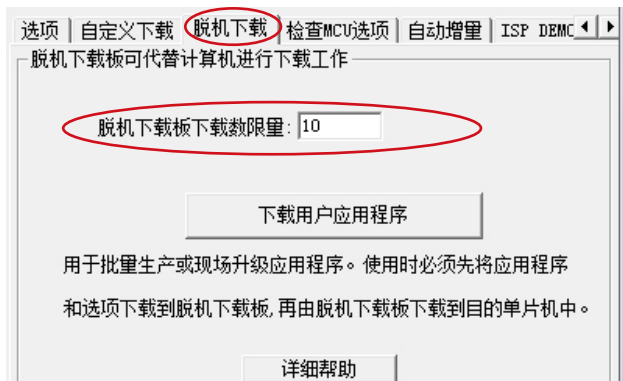 选项 自定义下载 脱机下载 检查MCU选项 自动增量 ISP DEMO
脱机下载板可代替计算机进行下载工作
脱机下载板下载数限量: 10
下载用户应用程序
用于批量生产或现场升级应用程序。使用时必须先将应用程序
和选项下载到脱机下载板,再由脱机下载板下载到目的单片机中。
详细帮助